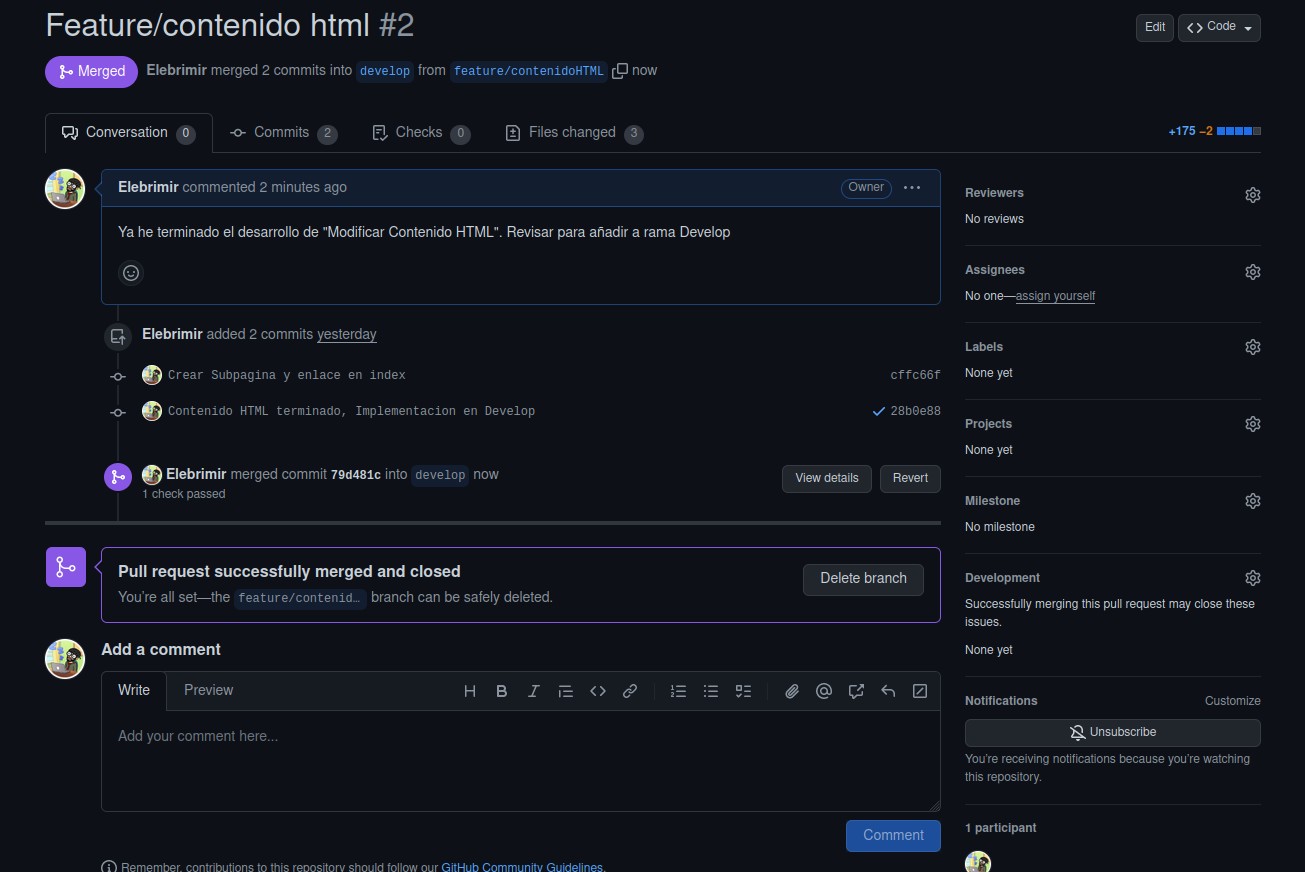 Feature/contenido html #2
Edit
Code
Merged
Elebrimir merged 2 commits into develop from feature/contenidoHTML now
Conversation 0
Commits 2
Checks 0
Files changed 3
+175 −2
Elebrimir commented 2 minutes ago
Owner
Ya he terminado el desarrollo de "Modificar Contenido HTML". Revisar para añadir a rama Develop
Elebrimir added 2 commits yesterday
Crear Subpagina y enlace en index
cffc66f
Contenido HTML terminado, Implementacion en Develop
28b0e88
Elebrimir merged commit 79d481c into develop now
1 check passed
View details
Revert
Pull request successfully merged and closed
You're all set—the feature/contenid… branch can be safely deleted.
Delete branch
Add a comment
Write
Preview
Add your comment here...
Comment
Remember, contributions to this repository should follow our GitHub Community Guidelines.
Reviewers
No reviews
Assignees
No one—assign yourself
Labels
None yet
Projects
None yet
Milestone
No milestone
Development
Successfully merging this pull request may close these
issues.
None yet
Notifications
Customize
Unsubscribe
You're receiving notifications because you're watching
this repository.
1 participant